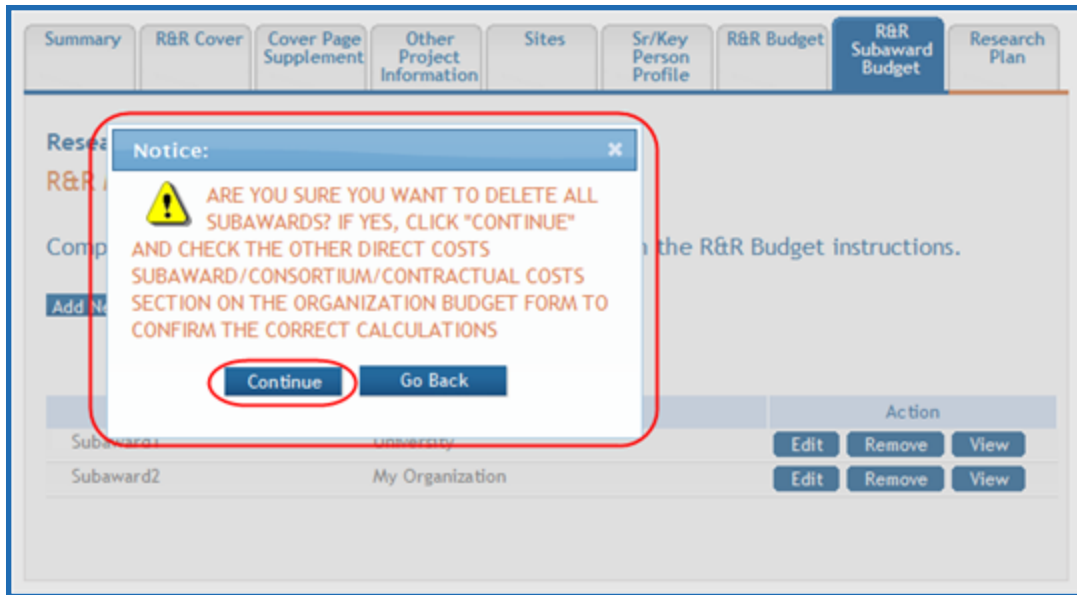 Summary R&R Cover Cover Page Other Sites Sr/Key R&R Budget R&R Research
Supplement Project Person Subaward Plan
Information Profile Budget
Notice:
R&R
ARE YOU SURE YOU WANT TO DELETE ALL
SUBAWARDS? IF YES, CLICK "CONTINUE"
AND CHECK THE OTHER DIRECT COSTS
SUBAWARD/CONSORTIUM/CONTRACTUAL COSTS
SECTION ON THE ORGANIZATION BUDGET FORM TO
CONFIRM THE CORRECT CALCULATIONS
the R&R Budget instructions.
Continue Go Back
Action
Subaward1 University Edit Remove View
Subaward2 My Organization Edit Remove View